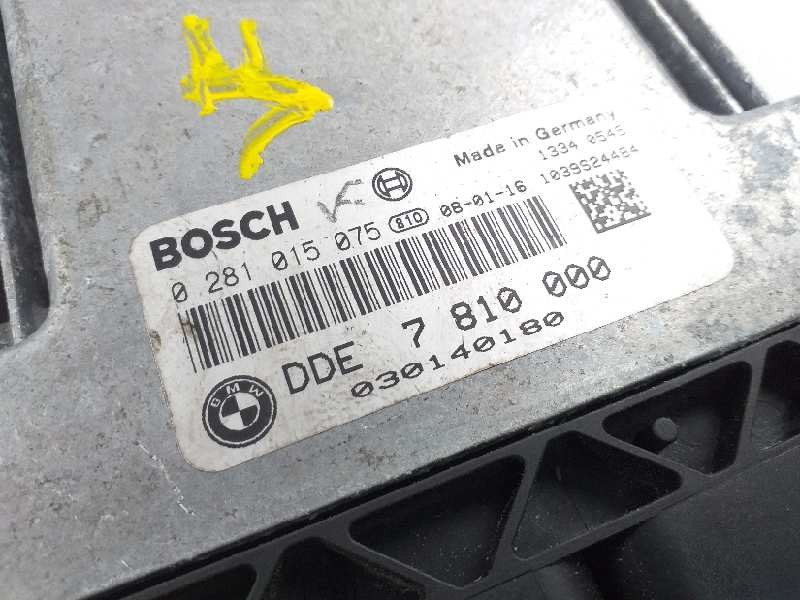 Made in Germany
1334 0545
BOSCH
0 281 015 075 810 08-01-16 1039S24484
DDE 7 810 000
030140180
BMW